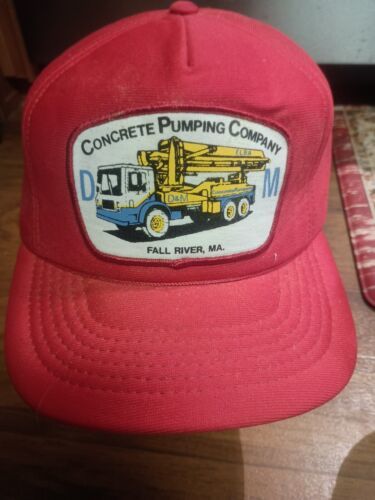 CONCRETE PUMPING COMPANY
D M
D&M
FALL RIVER, MA.